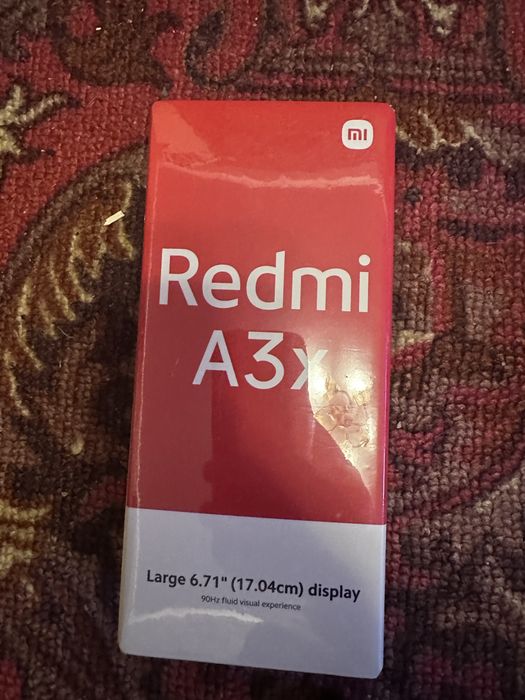 mi
Redmi
A3x
Large 6.71" (17.04cm) display
90Hz fluid visual experience